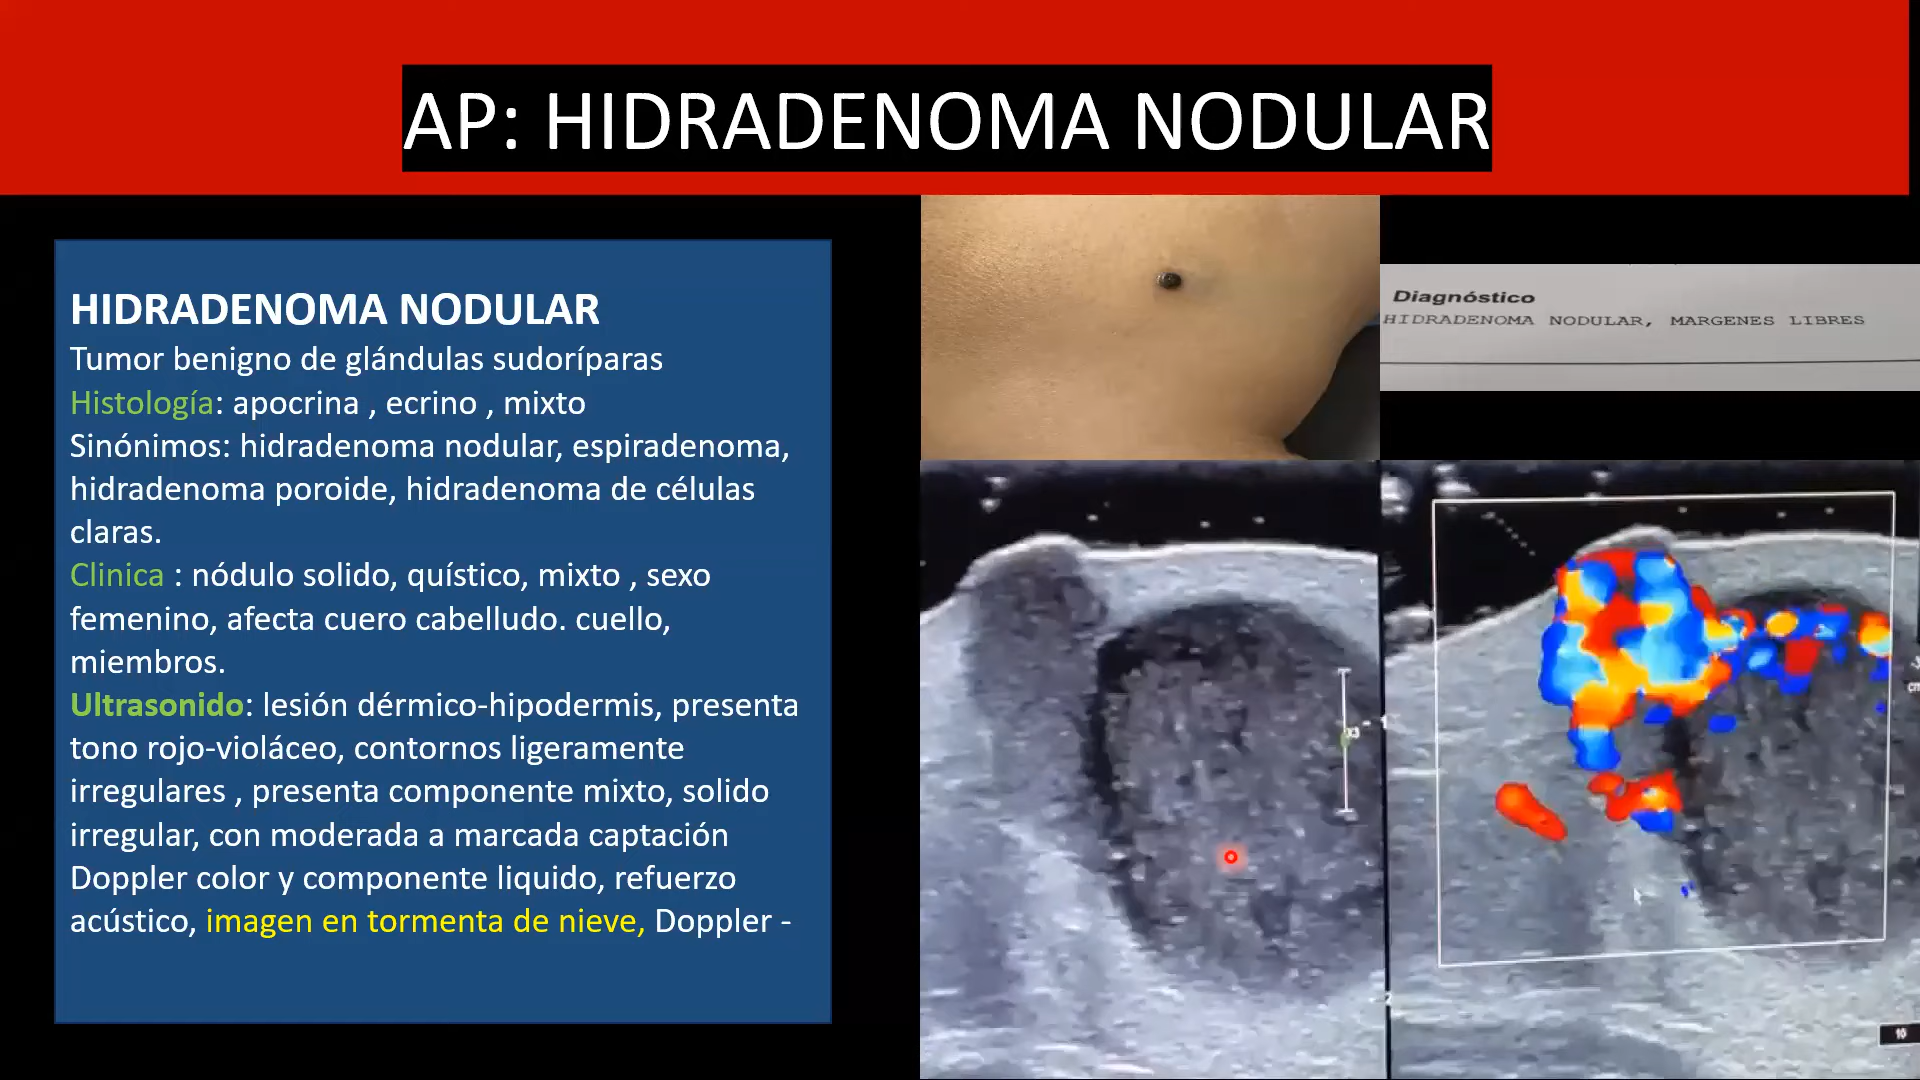 AP: HIDRADENOMA NODULAR
HIDRADENOMA NODULAR
Tumor benigno de glándulas sudoríparas
Histología: apocrina , ecrino , mixto
Sinónimos: hidradenoma nodular, espiradenoma,
hidradenoma poroide, hidradenoma de células
claras.
Clinica : nódulo solido, quístico, mixto , sexo
femenino, afecta cuero cabelludo. cuello,
miembros.
Ultrasonido: lesión dérmico-hipodermis, presenta
tono rojo-violáceo, contornos ligeramente
irregulares , presenta componente mixto, solido
irregular, con moderada a marcada captación
Doppler color y componente liquido, refuerzo
acústico, imagen en tormenta de nieve, Doppler -
Diagnóstico
HIDRADENOMA NODULAR, MARGENES LIBRES
10